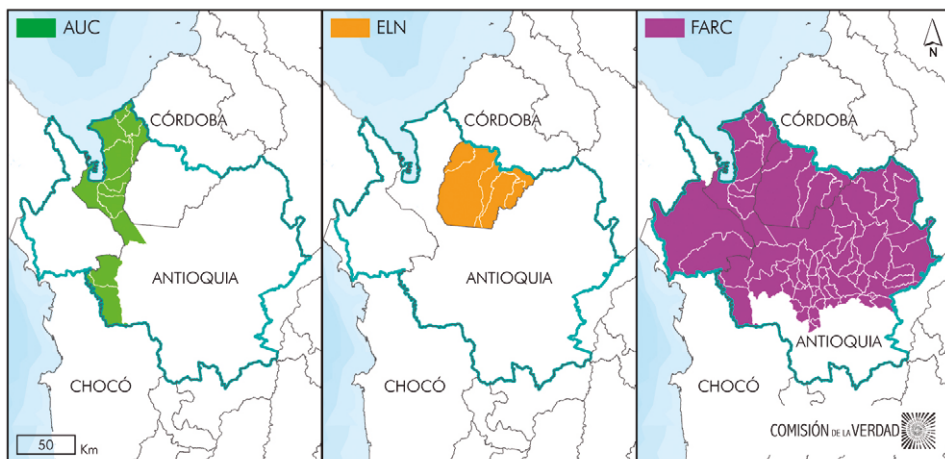 AUC
CÓRDOBA
ANTIOQUIA
CHOCÓ
50 Km
ELN
CÓRDOBA
ANTIOQUIA
CHOCÓ
FARC
N
CÓRDOBA
ANTIOQUIA
CHOCÓ
COMISIÓN DE LA VERDAD